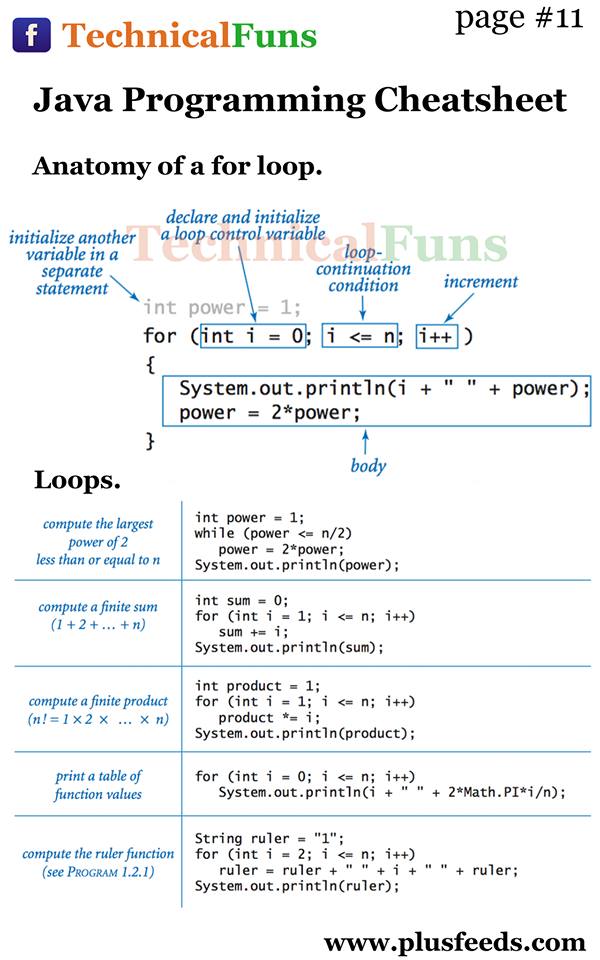 f TechnicalFuns
page #11
Java Programming Cheatsheet
Anatomy of a for loop.
TechnicalFuns
declare and initialize
a loop control variable
initialize another
variable in a
separate
statement
loop-
continuation
condition
increment
int power = 1;
for (int i = 0; i <= n; i++ )
{
System.out.println(i + " " + power);
power = 2*power;
}
body
Loops.
compute the largest
power of 2
less than or equal to n
int power = 1;
while (power <= n/2)
power = 2*power;
System.out.println(power);
compute a finite sum
(1 + 2 + … + n)
int sum = 0;
for (int i = 1; i <= n; i++)
sum += i;
System.out.println(sum);
compute a finite product
(n! = 1 × 2 × … × n)
int product = 1;
for (int i = 1; i <= n; i++)
product *= i;
System.out.println(product);
print a table of
function values
for (int i = 0; i <= n; i++)
System.out.println(i + " " + 2*Math.PI*i/n);
compute the ruler function
(see PROGRAM 1.2.1)
String ruler = "1";
for (int i = 2; i <= n; i++)
ruler = ruler + " " + i + " " + ruler;
System.out.println(ruler);
www.plusfeeds.com